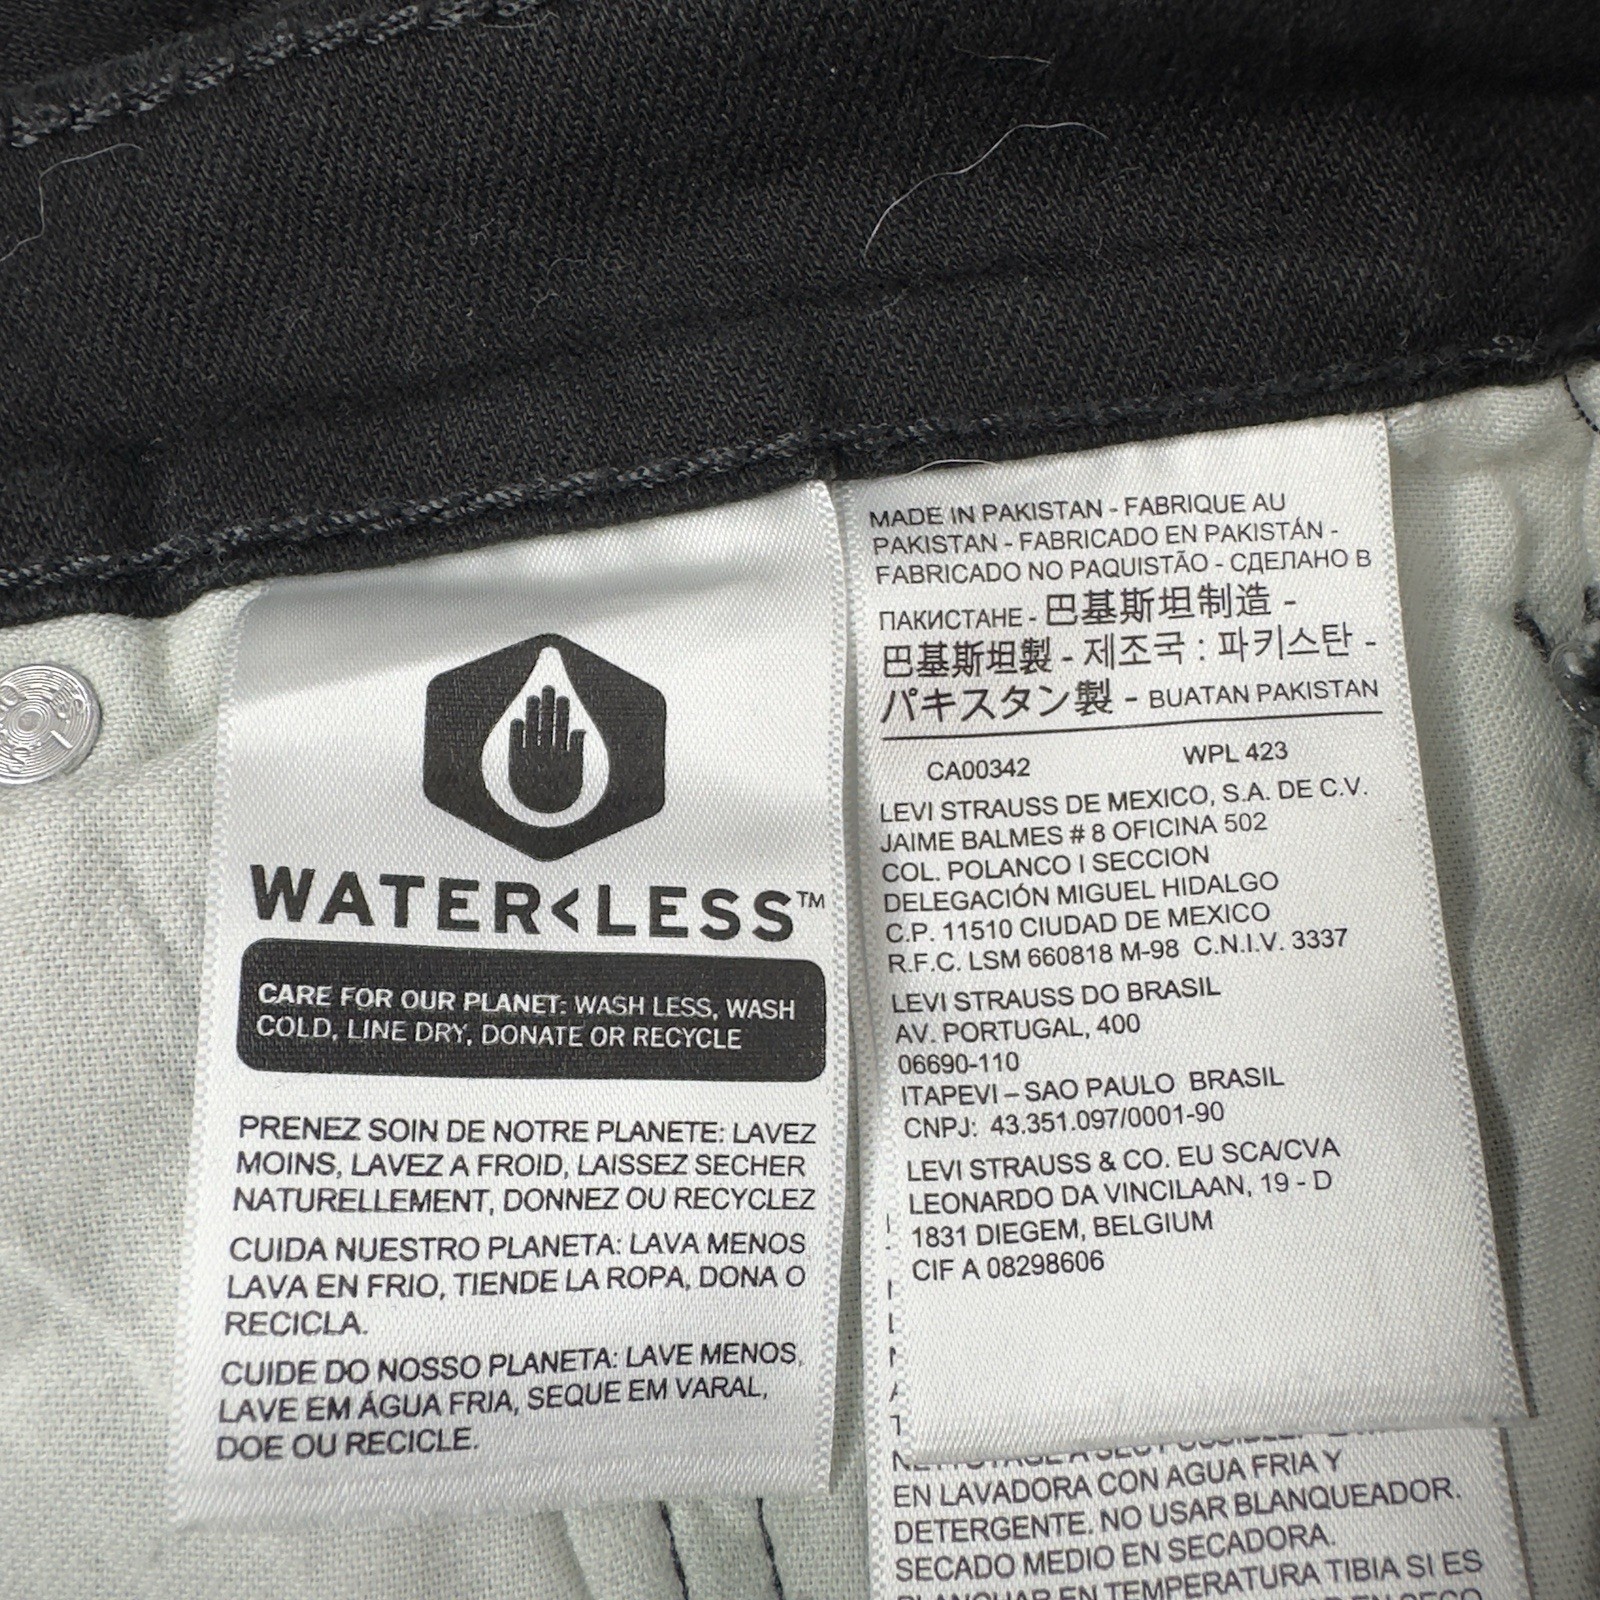 WATER<LESS™
CARE FOR OUR PLANET: WASH LESS, WASH
COLD, LINE DRY, DONATE OR RECYCLE
PRENEZ SOIN DE NOTRE PLANETE: LAVEZ
MOINS, LAVEZ A FROID, LAISSEZ SECHER
NATURELLEMENT, DONNEZ OU RECYCLEZ
CUIDA NUESTRO PLANETA: LAVA MENOS
LAVA EN FRIO, TIENDE LA ROPA, DONA O
RECICLA.
CUIDE DO NOSSO PLANETA: LAVE MENOS,
LAVE EM ÁGUA FRIA, SEQUE EM VARAL,
DOE OU RECICLE.
MADE IN PAKISTAN - FABRIQUE AU
PAKISTAN - FABRICADO EN PAKISTÁN -
FABRICADO NO PAQUISTÃO - СДЕЛАНО В
ПАКИСТАНЕ - 巴基斯坦制造 -
巴基斯坦製 - 제조국 : 파키스탄 -
パキスタン製 - BUATAN PAKISTAN
CA00342 WPL 423
LEVI STRAUSS DE MEXICO, S.A. DE C.V.
JAIME BALMES # 8 OFICINA 502
COL. POLANCO I SECCION
DELEGACIÓN MIGUEL HIDALGO
C.P. 11510 CIUDAD DE MEXICO
R.F.C. LSM 660818 M-98 C.N.I.V. 3337
LEVI STRAUSS DO BRASIL
AV. PORTUGAL, 400
06690-110
ITAPEVI – SAO PAULO BRASIL
CNPJ: 43.351.097/0001-90
LEVI STRAUSS & CO. EU SCA/CVA
LEONARDO DA VINCILAAN, 19 - D
1831 DIEGEM, BELGIUM
CIF A 08298606
NETTOYAGE A SEC
EN LAVADORA CON AGUA FRIA Y
DETERGENTE. NO USAR BLANQUEADOR.
SECADO MEDIO EN SECADORA.
PLANCHAR EN TEMPERATURA TIBIA SI ES